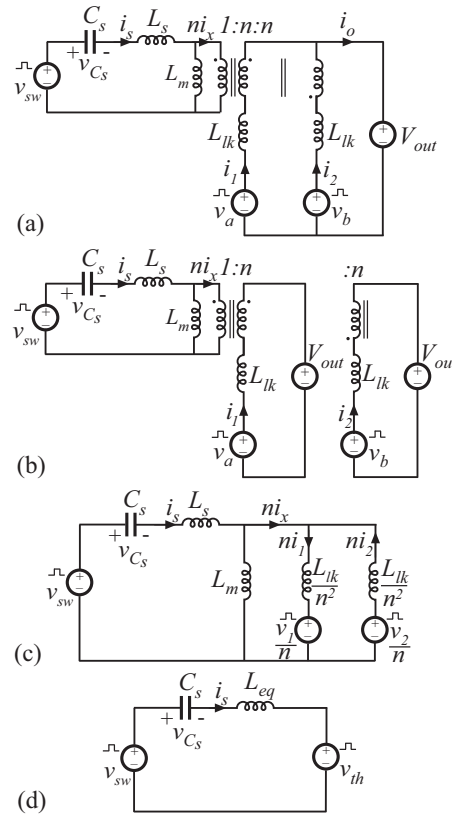 C_s i_s L_s ni_x 1:n:n i_o
+ v_Cs -
v_sw L_m
L_lk L_lk V_out
i_1 i_2
v_a v_b
(a)
C_s i_s L_s ni_x 1:n :n
+ v_Cs -
v_sw L_m V_out V_ou
L_lk L_lk
i_1 i_2
v_a v_b
(b)
C_s i_s L_s ni_x
+ v_Cs - ni_1 ni_2
v_sw L_m L_lk/n² L_lk/n²
v_1/n v_2/n
(c)
C_s i_s L_eq
+ v_Cs -
v_sw v_th
(d)